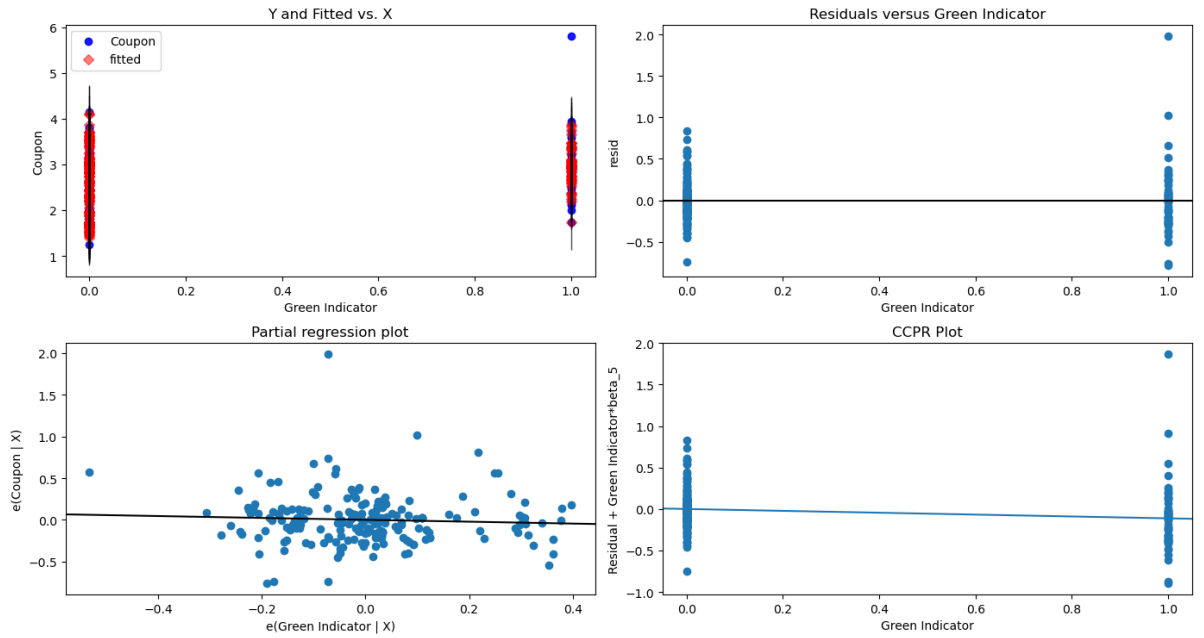 Y and Fitted vs. X
Coupon
fitted
Coupon
6
5
4
3
2
1
0.0 0.2 0.4 0.6 0.8 1.0
Green Indicator
Residuals versus Green Indicator
resid
2.0
1.5
1.0
0.5
0.0
−0.5
0.0 0.2 0.4 0.6 0.8 1.0
Green Indicator
Partial regression plot
e(Coupon | X)
2.0
1.5
1.0
0.5
0.0
−0.5
−0.4 −0.2 0.0 0.2 0.4
e(Green Indicator | X)
CCPR Plot
Residual + Green Indicator*beta_5
2.0
1.5
1.0
0.5
0.0
−0.5
−1.0
0.0 0.2 0.4 0.6 0.8 1.0
Green Indicator